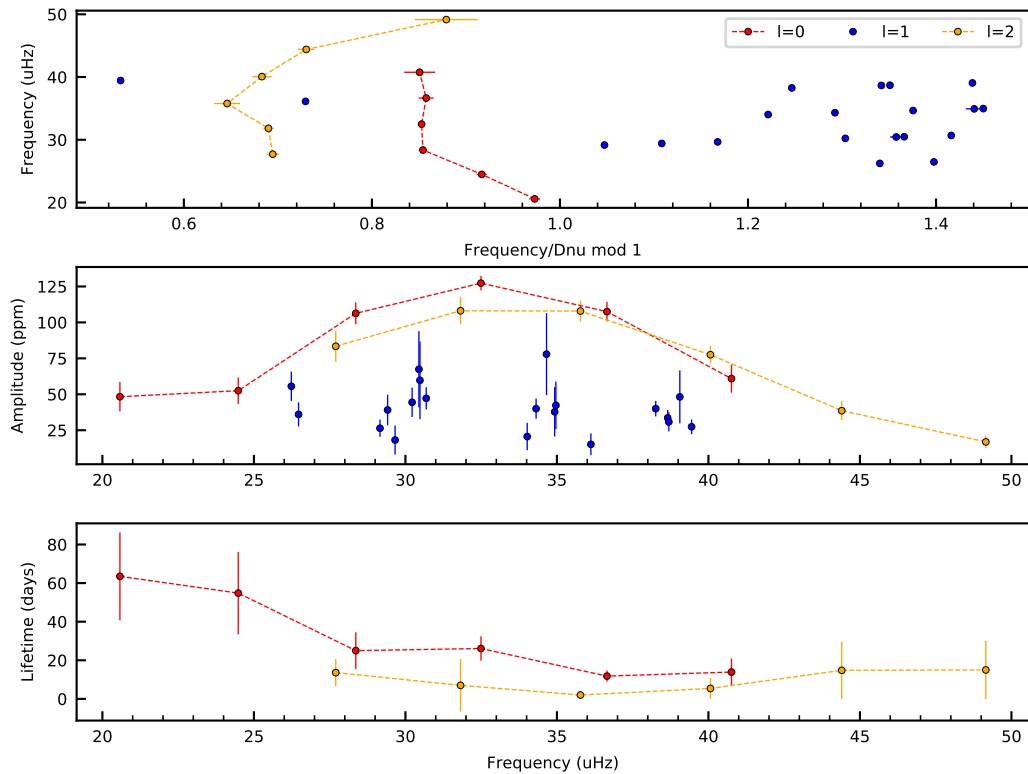 50
40
30
20
Frequency (uHz)
l=0 l=1 l=2
0.6 0.8 1.0 1.2 1.4
Frequency/Dnu mod 1
125
100
75
50
25
Amplitude (ppm)
20 25 30 35 40 45 50
80
60
40
20
0
Lifetime (days)
20 25 30 35 40 45 50
Frequency (uHz)